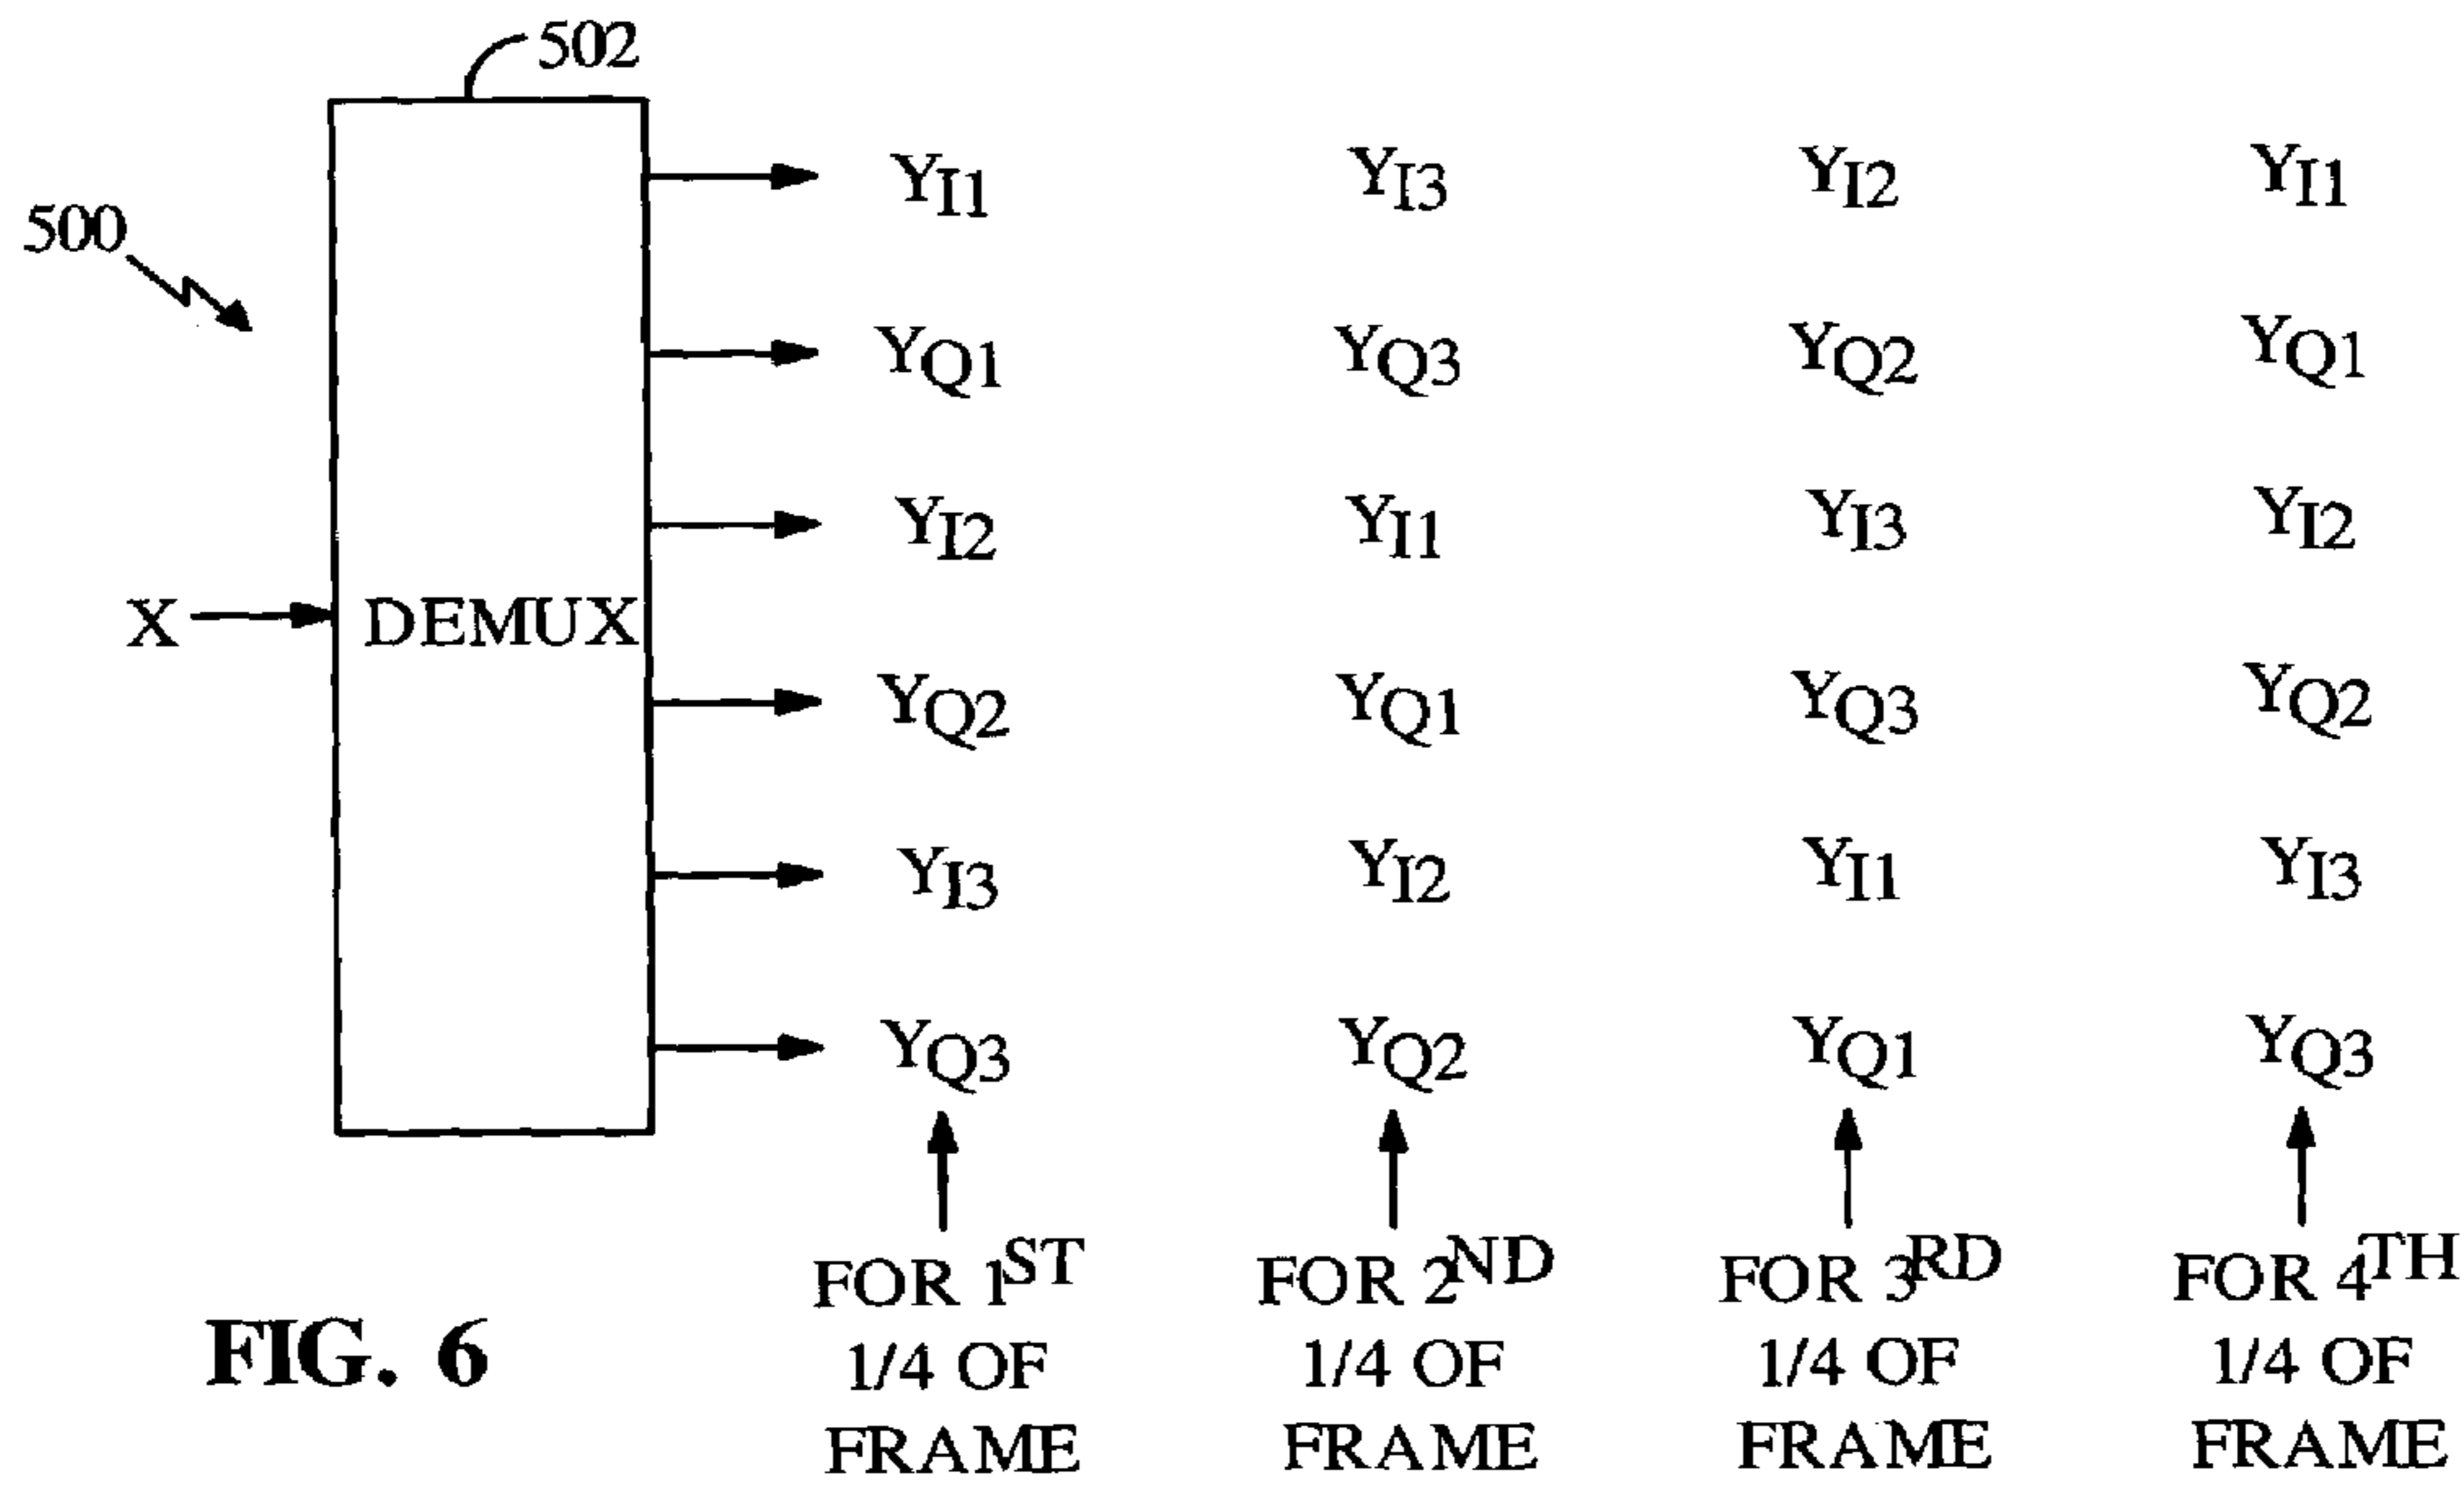 502
500
Y_I1 Y_I3 Y_I2 Y_I1
Y_Q1 Y_Q3 Y_Q2 Y_Q1
Y_I2 Y_I1 Y_I3 Y_I2
X DEMUX
Y_Q2 Y_Q1 Y_Q3 Y_Q2
Y_I3 Y_I2 Y_I1 Y_I3
Y_Q3 Y_Q2 Y_Q1 Y_Q3
FOR 1ST
1/4 OF
FRAME
FOR 2ND
1/4 OF
FRAME
FOR 3RD
1/4 OF
FRAME
FOR 4TH
1/4 OF
FRAME
FIG. 6